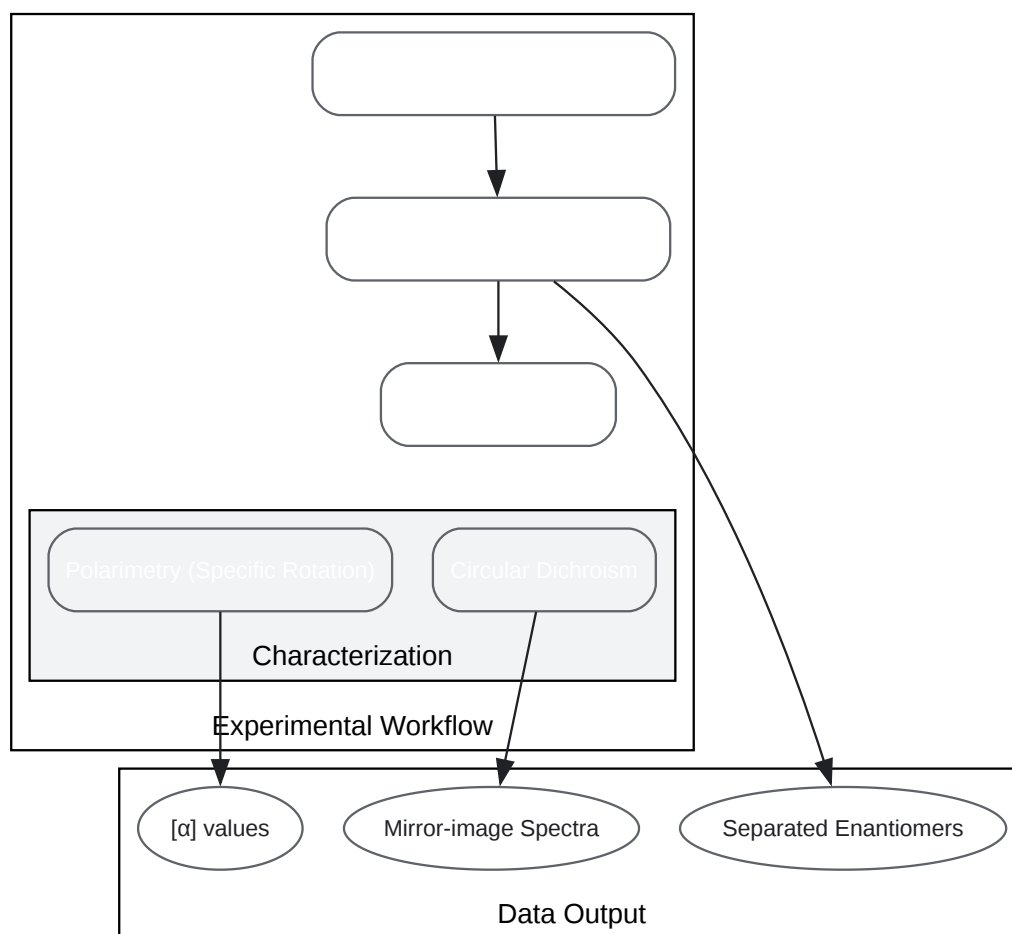 Polarimetry (Specific Rotation)
Circular Dichroism
Characterization
Experimental Workflow
[α] values
Mirror-image Spectra
Separated Enantiomers
Data Output